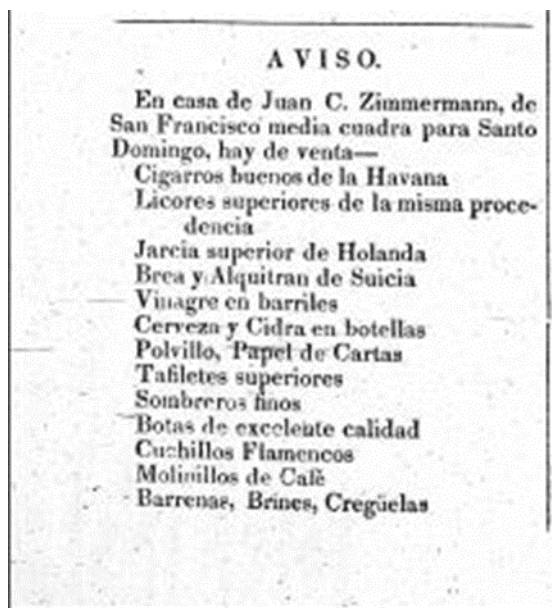 AVISO.
En casa de Juan C. Zimmermann, de
San Francisco media cuadra para Santo
Domingo, hay de venta—
Cigarros buenos de la Havana
Licores superiores de la misma proce-
dencia
Jarcia superior de Holanda
Brea y Alquitran de Suicia
Vinagre en barriles
Cerveza y Cidra en botellas
Polvillo, Papel de Cartas
Tafiletes superiores
Sombreros finos
Botas de excelente calidad
Cuchillos Flamencos
Molinillos de Cafè
Barrenas, Brines, Cregüelas